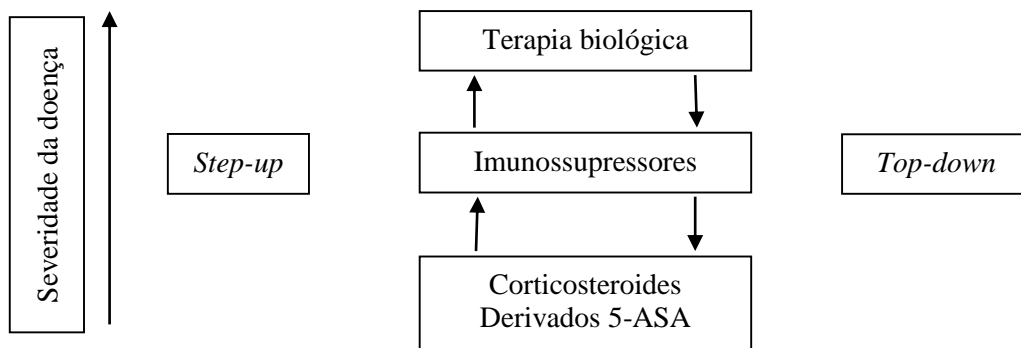 Severidade da doença
Terapia biológica
Step-up
Imunossupressores
Top-down
Corticosteroides
Derivados 5-ASA